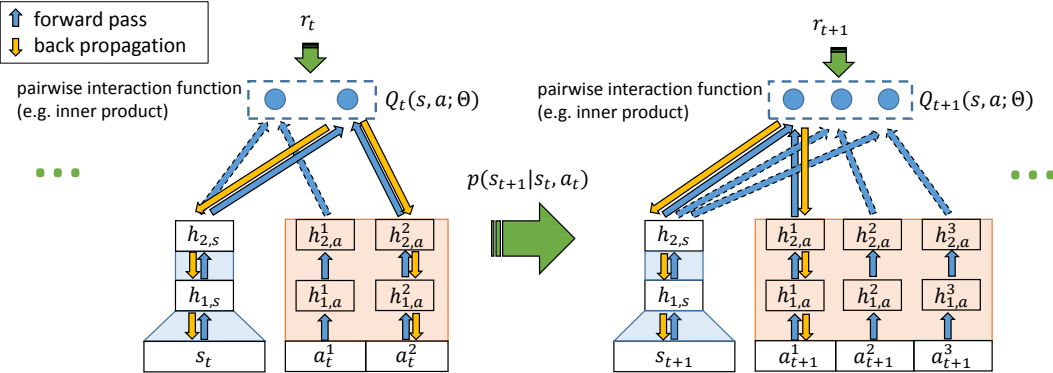 forward pass
back propagation
r_t
r_{t+1}
pairwise interaction function
(e.g. inner product)
Q_t(s, a; Θ)
pairwise interaction function
(e.g. inner product)
Q_{t+1}(s, a; Θ)
p(s_{t+1}|s_t, a_t)
h_{2,s} h^1_{2,a} h^2_{2,a}
h_{1,s} h^1_{1,a} h^2_{1,a}
s_t a^1_t a^2_t
h_{2,s} h^1_{2,a} h^2_{2,a} h^3_{2,a}
h_{1,s} h^1_{1,a} h^2_{1,a} h^3_{1,a}
s_{t+1} a^1_{t+1} a^2_{t+1} a^3_{t+1}